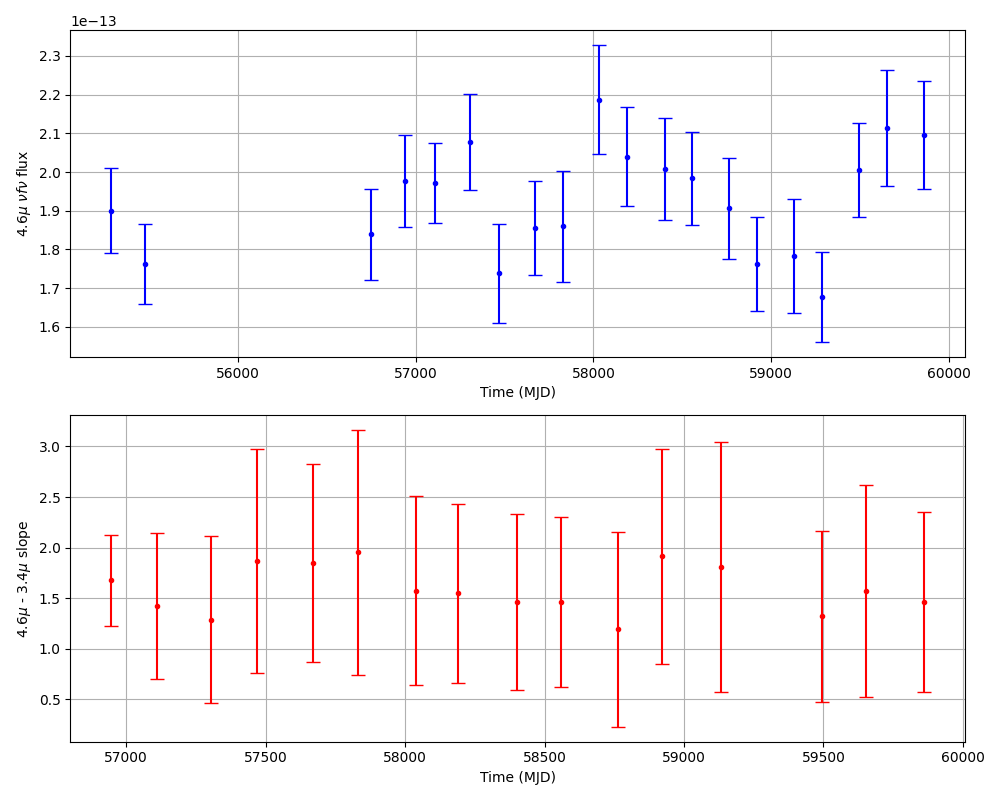 1e−13
2.3
2.2
2.1
2.0
1.9
1.8
1.7
1.6
4.6μ νfν flux
56000 57000 58000 59000 60000
Time (MJD)
3.0
2.5
2.0
1.5
1.0
0.5
4.6μ - 3.4μ slope
57000 57500 58000 58500 59000 59500 60000
Time (MJD)